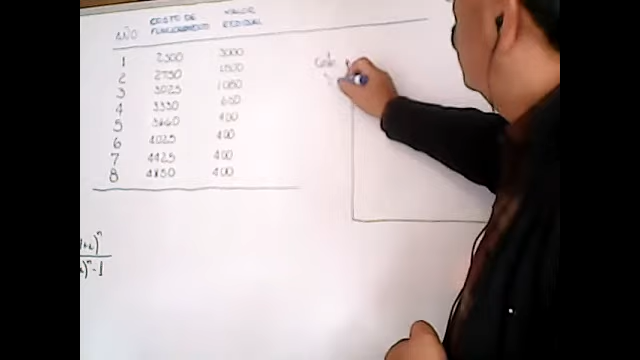 AÑO COSTO DE FUNCIONAMIENTO VALOR RESIDUAL
1 2500 3000
2 2750 1500
3 3025 1050
4 3330 650
5 3660 400
6 4025 400
7 4425 400
8 4850 400